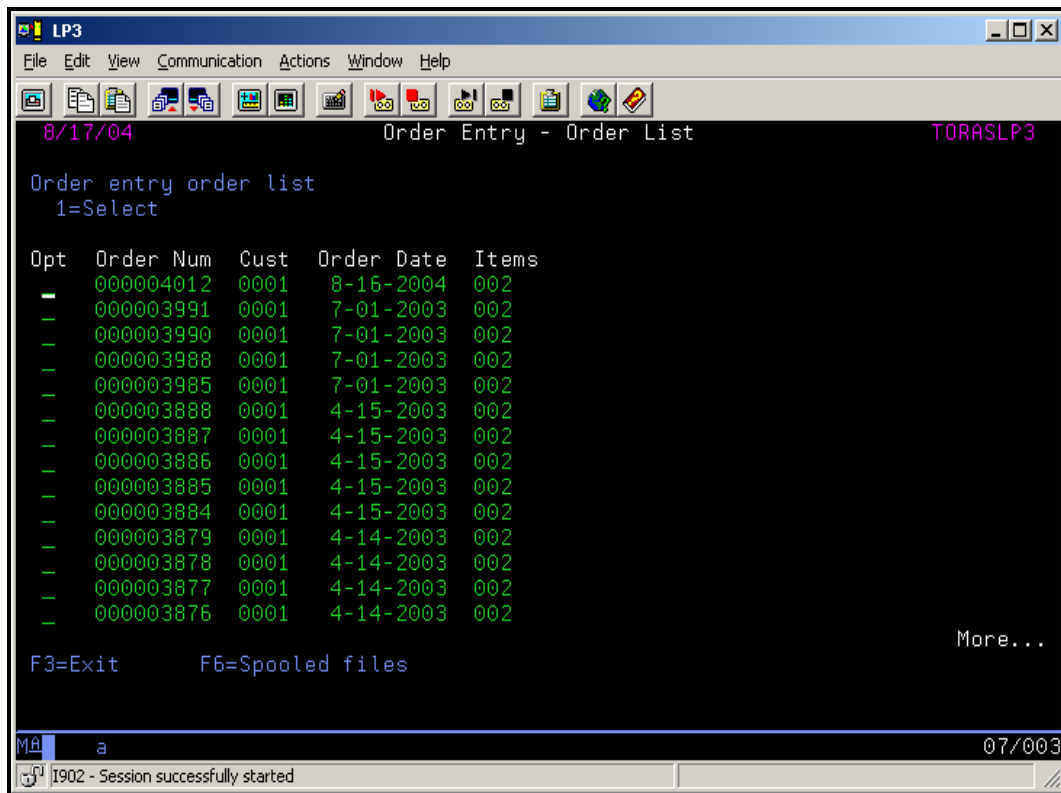 LP3
File Edit View Communication Actions Window Help
8/17/04 Order Entry - Order List TORASLP3
Order entry order list
1=Select
Opt Order Num Cust Order Date Items
_ 000004012 0001 8-16-2004 002
_ 000003991 0001 7-01-2003 002
_ 000003990 0001 7-01-2003 002
_ 000003988 0001 7-01-2003 002
_ 000003985 0001 7-01-2003 002
_ 000003888 0001 4-15-2003 002
_ 000003887 0001 4-15-2003 002
_ 000003886 0001 4-15-2003 002
_ 000003885 0001 4-15-2003 002
_ 000003884 0001 4-15-2003 002
_ 000003879 0001 4-14-2003 002
_ 000003878 0001 4-14-2003 002
_ 000003877 0001 4-14-2003 002
_ 000003876 0001 4-14-2003 002
More...
F3=Exit F6=Spooled files
MA a 07/003
I902 - Session successfully started